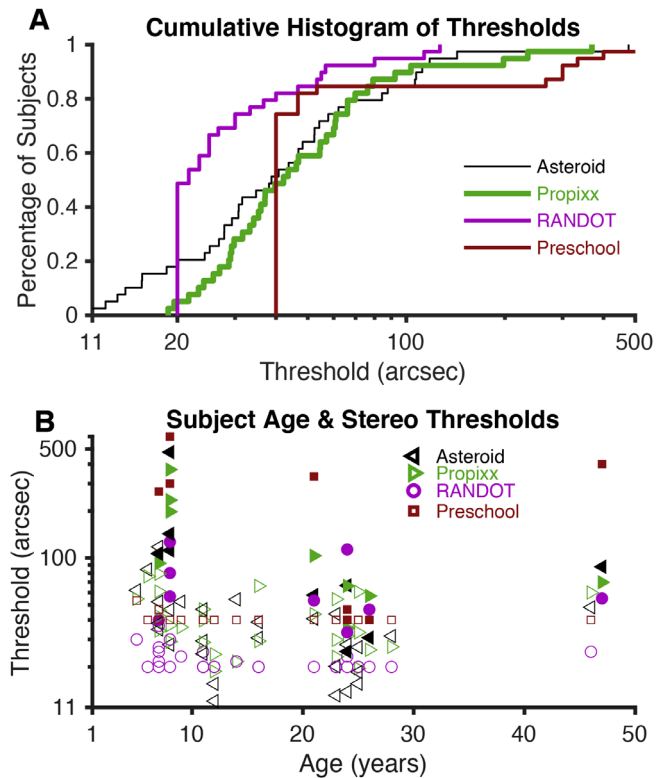 A
Cumulative Histogram of Thresholds
Percentage of Subjects
1
0.8
0.6
0.4
0.2
0
Asteroid
Propixx
RANDOT
Preschool
11 20 100 500
Threshold (arcsec)
B
Subject Age & Stereo Thresholds
Threshold (arcsec)
500
100
11
Asteroid
Propixx
RANDOT
Preschool
1 10 20 30 40 50
Age (years)